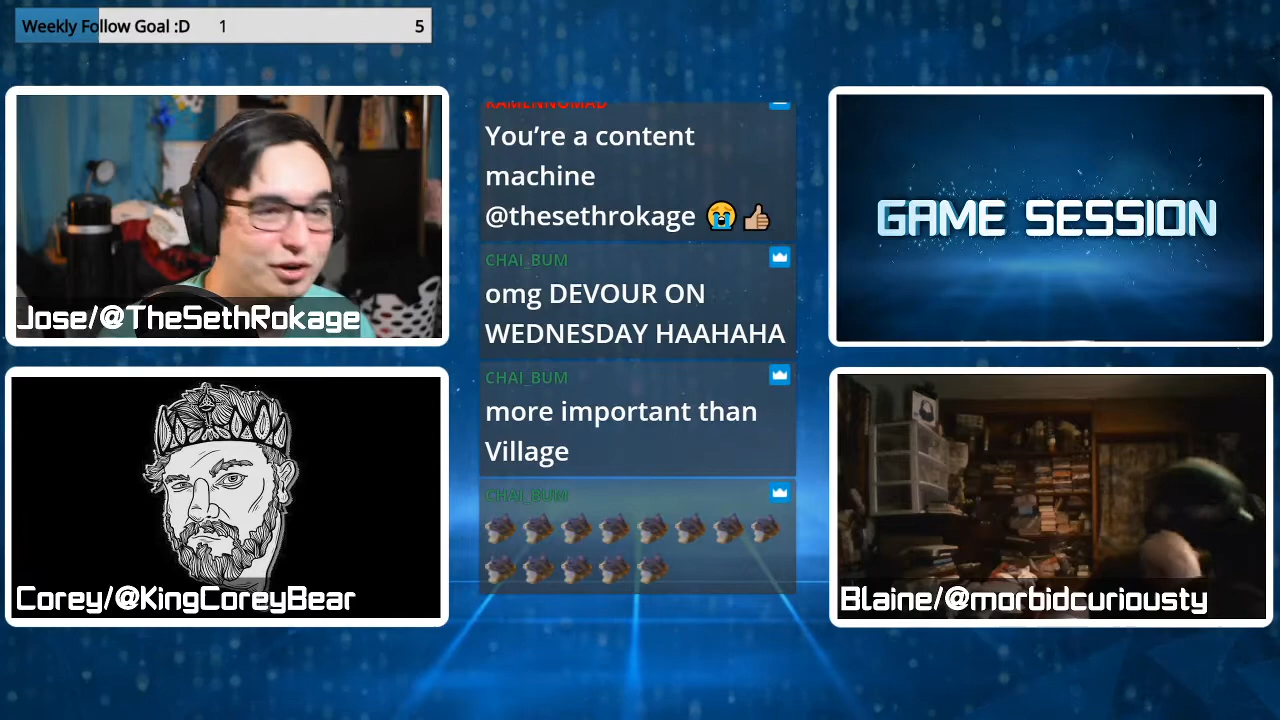 Weekly Follow Goal :D 1 5
KAMENNOMAD
You’re a content
machine
@thesethrokage 😭👍🏽
CHAI_BUM
omg DEVOUR ON
WEDNESDAY HAAHAHA
CHAI_BUM
more important than
Village
CHAI_BUM
Jose/@TheSethRokage
GAME SESSION
Corey/@KingCoreyBear
Blaine/@morbidcuriousty